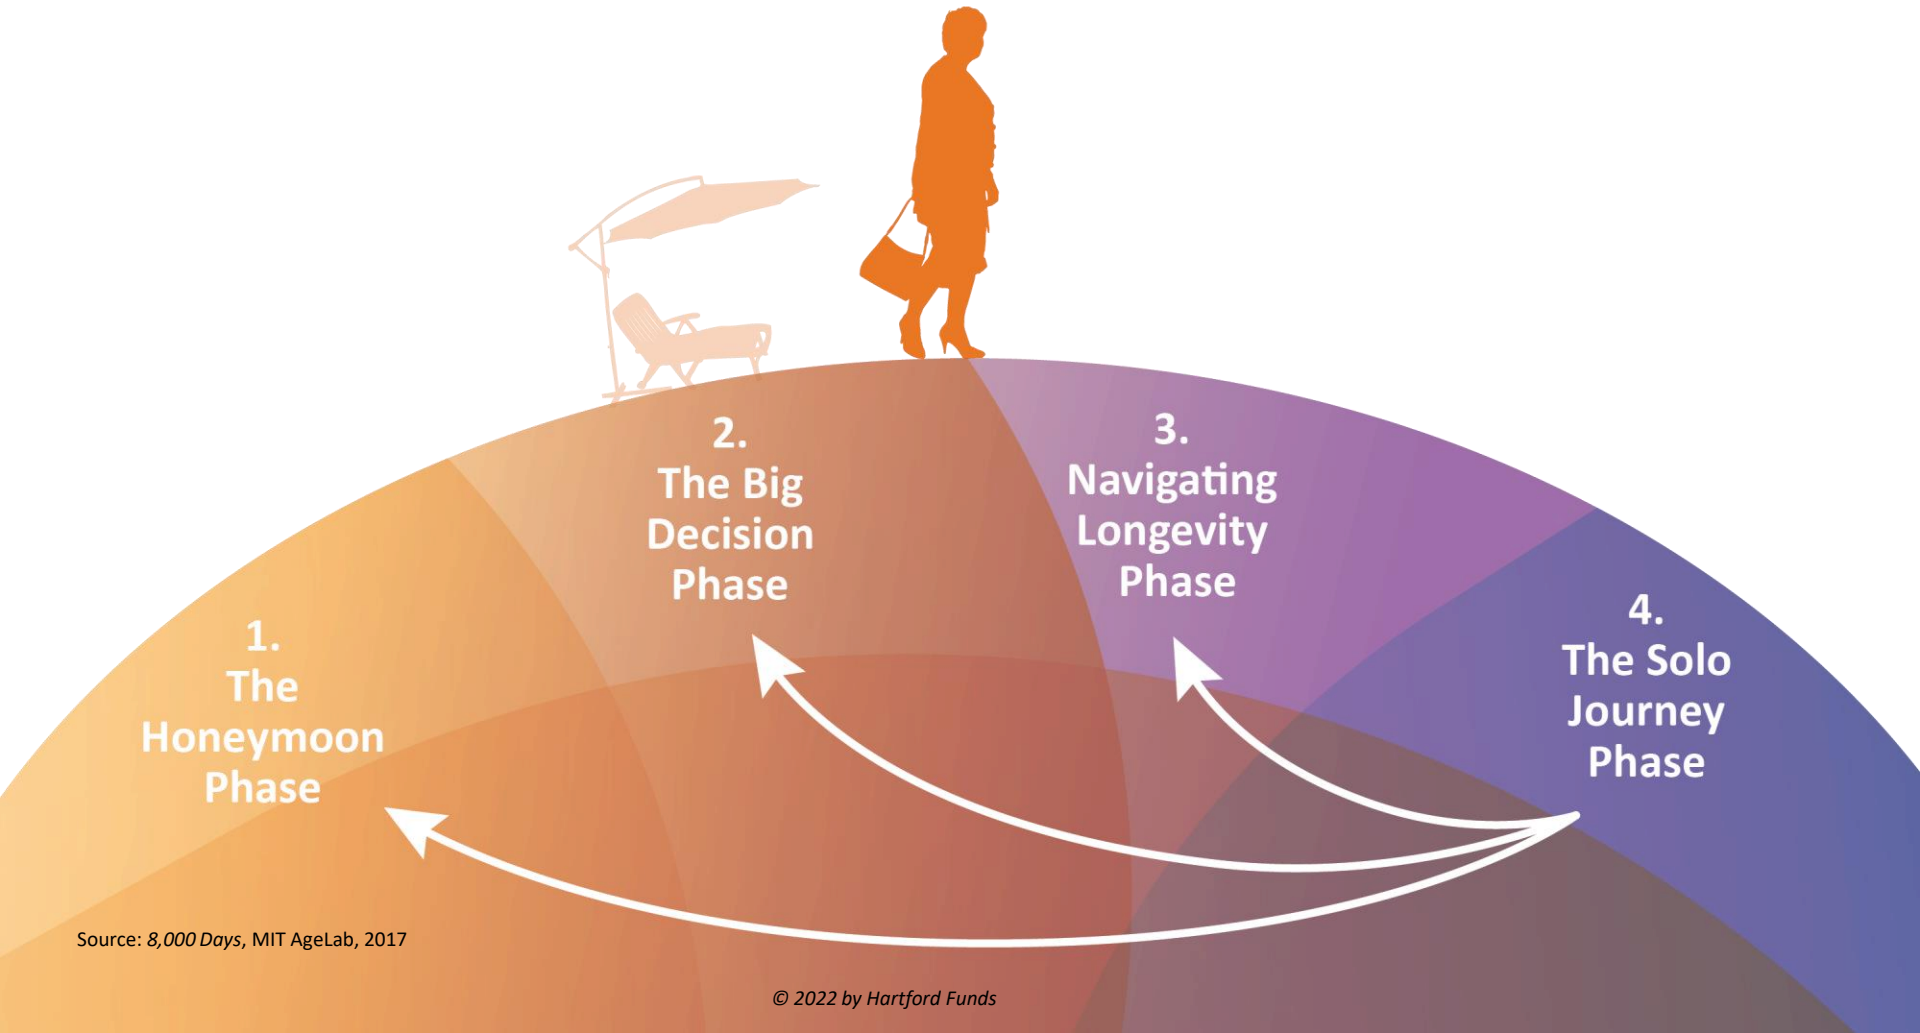 1.
The
Honeymoon
Phase
2.
The Big
Decision
Phase
3.
Navigating
Longevity
Phase
4.
The Solo
Journey
Phase
Source: 8,000 Days, MIT AgeLab, 2017
© 2022 by Hartford Funds